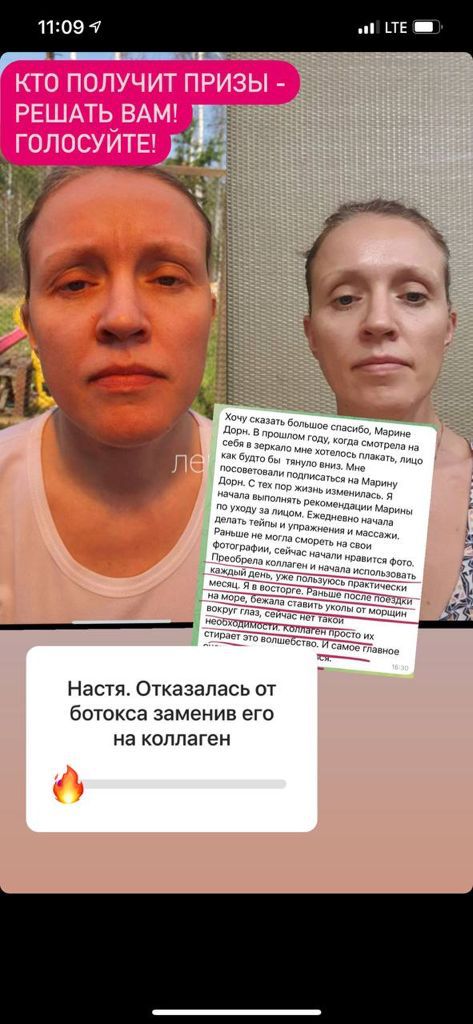 11:09
LTE
КТО ПОЛУЧИТ ПРИЗЫ -
РЕШАТЬ ВАМ!
ГОЛОСУЙТЕ!
Хочу сказать большое спасибо, Марине
Дорн. В прошлом году, когда смотрела на
себя в зеркало мне хотелось плакать, лицо
как будто бы тянуло вниз. Мне
посоветовали подписаться на Марину
Дорн. С тех пор жизнь изменилась. Я
начала выполнять рекомендации Марины
по уходу за лицом. Ежедневно начала
делать тейпы и упражнения и массажи.
Раньше не могла смореть на свои
фотографии, сейчас начали нравится фото.
Преобрела коллаген и начала использовать
каждый день, уже пользуюсь практически
месяц. Я в восторге. Раньше после поездки
на море, бежала ставить уколы от морщин
вокруг глаз, сейчас нет такой
необходимости. Коллаген просто их
стирает это волшебство. И самое главное
16:30
Настя. Отказалась от
ботокса заменив его
на коллаген